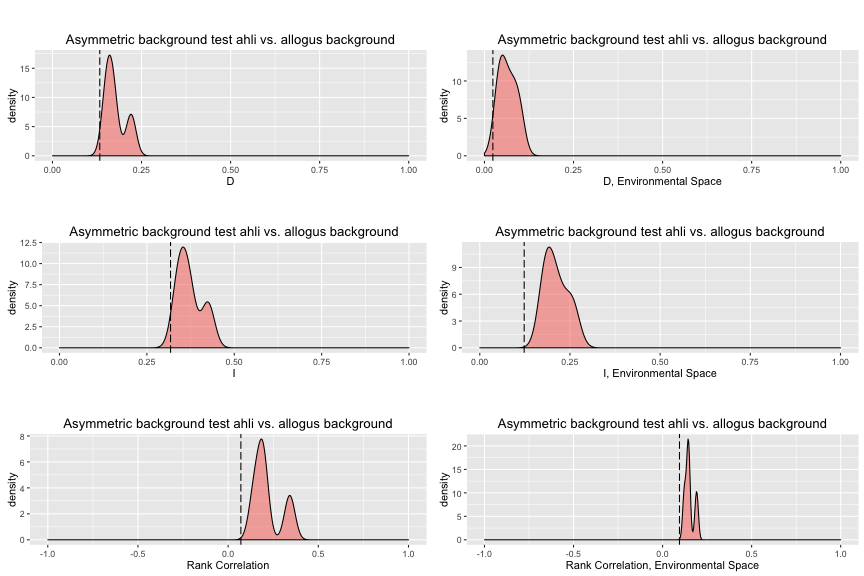 Asymmetric background test ahli vs. allogus background
density
15
10
5
0
0.00 0.25 0.50 0.75 1.00
D
Asymmetric background test ahli vs. allogus background
density
10
5
0
0.00 0.25 0.50 0.75 1.00
D, Environmental Space
Asymmetric background test ahli vs. allogus background
density
12.5
10.0
7.5
5.0
2.5
0.0
0.00 0.25 0.50 0.75 1.00
I
Asymmetric background test ahli vs. allogus background
density
9
6
3
0
0.00 0.25 0.50 0.75 1.00
I, Environmental Space
Asymmetric background test ahli vs. allogus background
density
8
6
4
2
0
-1.0 -0.5 0.0 0.5 1.0
Rank Correlation
Asymmetric background test ahli vs. allogus background
density
20
15
10
5
0
-1.0 -0.5 0.0 0.5 1.0
Rank Correlation, Environmental Space